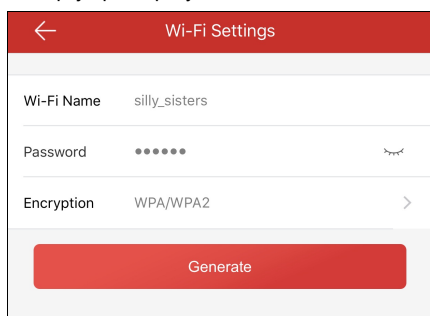 Wi-Fi Settings
Wi-Fi Name silly_sisters
Password ●●●●●●
Encryption WPA/WPA2
Generate